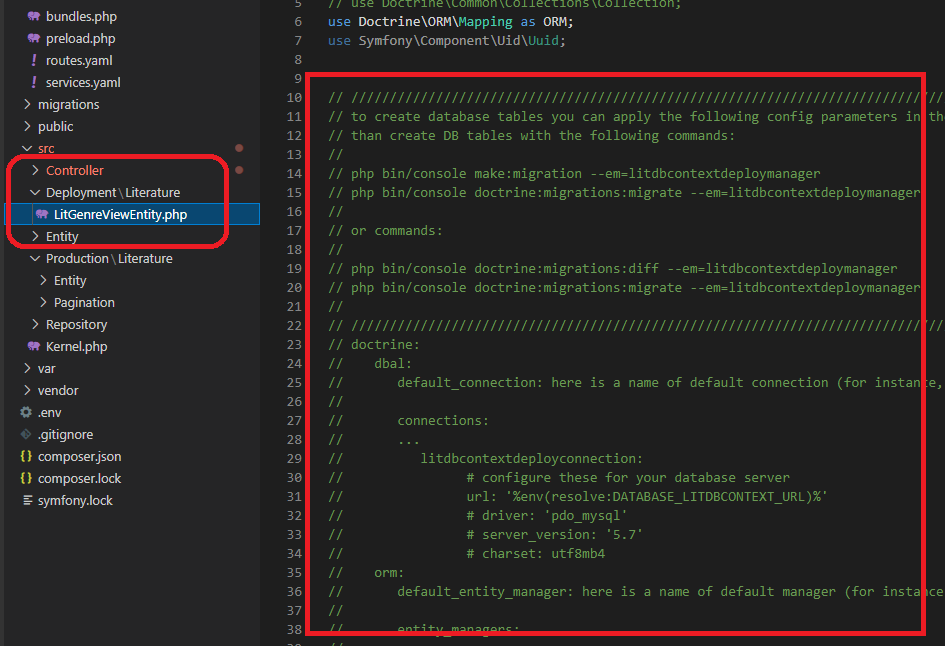 bundles.php
preload.php
! routes.yaml
! services.yaml
> migrations
> public
src
> Controller
Deployment\Literature
LitGenreViewEntity.php
> Entity
Production\Literature
> Entity
> Pagination
> Repository
Kernel.php
> var
> vendor
.env
.gitignore
{} composer.json
{} composer.lock
symfony.lock
5 // use Doctrine\Common\Collections\Collection;
6 use Doctrine\ORM\Mapping as ORM;
7 use Symfony\Component\Uid\Uuid;
8
9
10 // /////////////////////////////////////////////////////////////////////////////
11 // to create database tables you can apply the following config parameters in the
12 // than create DB tables with the following commands:
13 //
14 // php bin/console make:migration --em=litdbcontextdeploymanager
15 // php bin/console doctrine:migrations:migrate --em=litdbcontextdeploymanager
16 //
17 // or commands:
18 //
19 // php bin/console doctrine:migrations:diff --em=litdbcontextdeploymanager
20 // php bin/console doctrine:migrations:migrate --em=litdbcontextdeploymanager
21 //
22 // /////////////////////////////////////////////////////////////////////////////
23 // doctrine:
24 // dbal:
25 // default_connection: here is a name of default connection (for instance,
26 //
27 // connections:
28 // ...
29 // litdbcontextdeployconnection:
30 // # configure these for your database server
31 // url: '%env(resolve:DATABASE_LITDBCONTEXT_URL)%'
32 // # driver: 'pdo_mysql'
33 // # server_version: '5.7'
34 // # charset: utf8mb4
35 // orm:
36 // default_entity_manager: here is a name of default manager (for instance
37 //
38 // entity_managers: